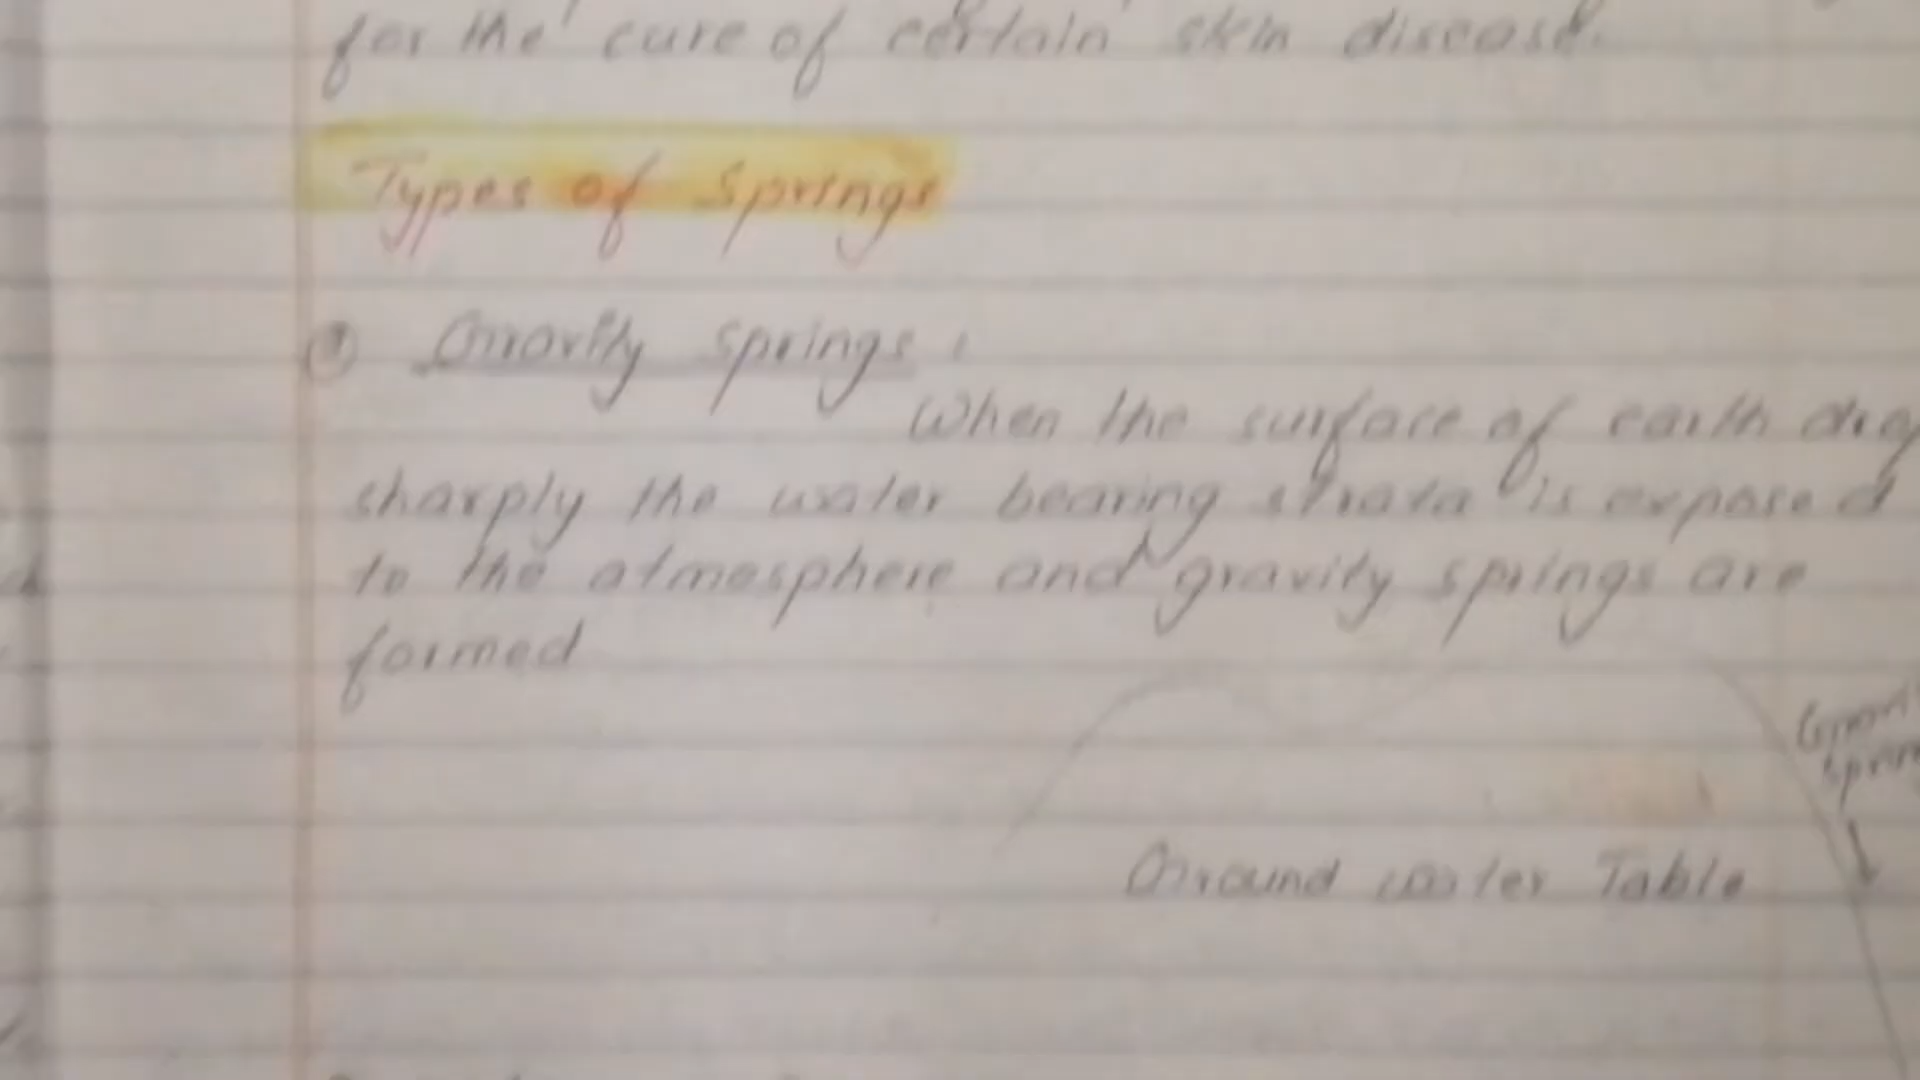 for the cure of certain skin disease.
Types of Springs
① Gravity springs:
When the surface of earth
sharply the water bearing strata is exposed
to the atmosphere and gravity springs are
formed
Ground water Table